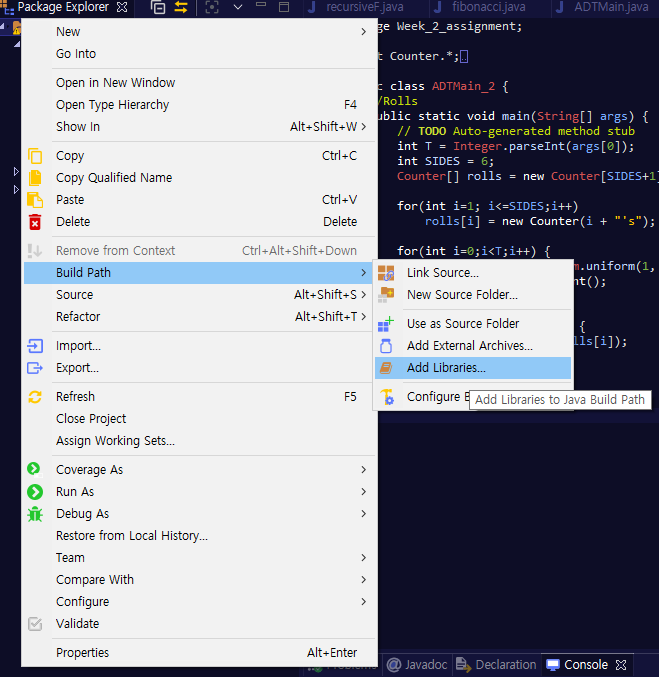 Package Explorer
recursiveF.java
fibonacci.java
ADTMain.java
New
Go Into
Open in New Window
Open Type Hierarchy F4
Show In Alt+Shift+W
Copy Ctrl+C
Copy Qualified Name
Paste Ctrl+V
Delete Delete
Remove from Context Ctrl+Alt+Shift+Down
Build Path
Source Alt+Shift+S
Refactor Alt+Shift+T
Import...
Export...
Refresh F5
Close Project
Assign Working Sets...
Coverage As
Run As
Debug As
Restore from Local History...
Team
Compare With
Configure
Validate
Properties Alt+Enter
Link Source...
New Source Folder...
Use as Source Folder
Add External Archives...
Add Libraries...
Configure B
Add Libraries to Java Build Path
ge Week_2_assignment;
t Counter.*;
c class ADTMain_2 {
/Rolls
ublic static void main(String[] args) {
// TODO Auto-generated method stub
int T = Integer.parseInt(args[0]);
int SIDES = 6;
Counter[] rolls = new Counter[SIDES+1]
for(int i=1; i<=SIDES;i++)
rolls[i] = new Counter(i + "'s");
for(int i=0;i<T;i++) {
m.uniform(1,
nt();
{
lls[i]);
Problems
Javadoc
Declaration
Console